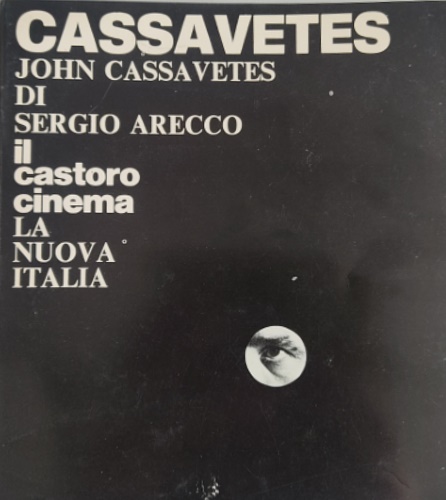 CASSAVETES
JOHN CASSAVETES
DI
SERGIO ARECCO
il
castoro
cinema
LA
NUOVA
ITALIA